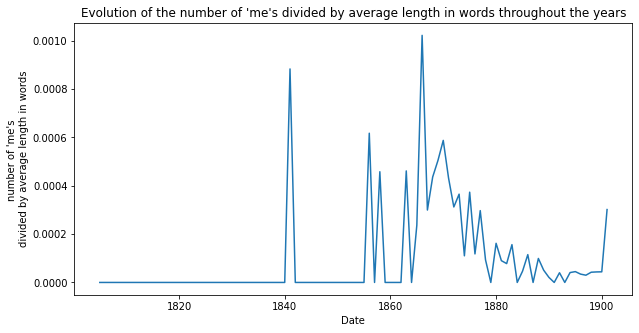 Evolution of the number of 'me's divided by average length in words throughout the years
number of 'me's
divided by average length in words
0.0010
0.0008
0.0006
0.0004
0.0002
0.0000
1820
1840
1860
1880
1900
Date